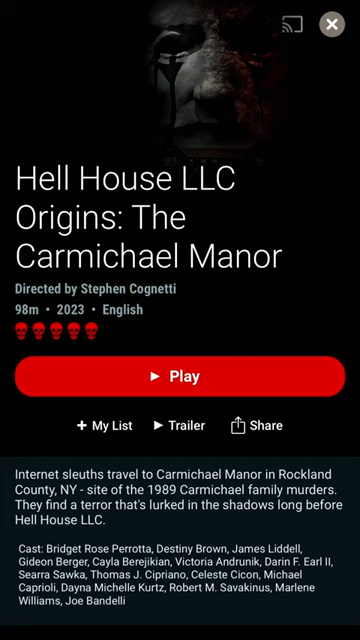 Hell House LLC
Origins: The
Carmichael Manor
Directed by Stephen Cognetti
98m • 2023 • English
Play
My List
Trailer
Share
Internet sleuths travel to Carmichael Manor in Rockland
County, NY - site of the 1989 Carmichael family murders.
They find a terror that's lurked in the shadows long before
Hell House LLC.
Cast: Bridget Rose Perrotta, Destiny Brown, James Liddell,
Gideon Berger, Cayla Berejikian, Victoria Andrunik, Darin F. Earl II,
Searra Sawka, Thomas J. Cipriano, Celeste Cicon, Michael
Caprioli, Dayna Michelle Kurtz, Robert M. Savakinus, Marlene
Williams, Joe Bandelli